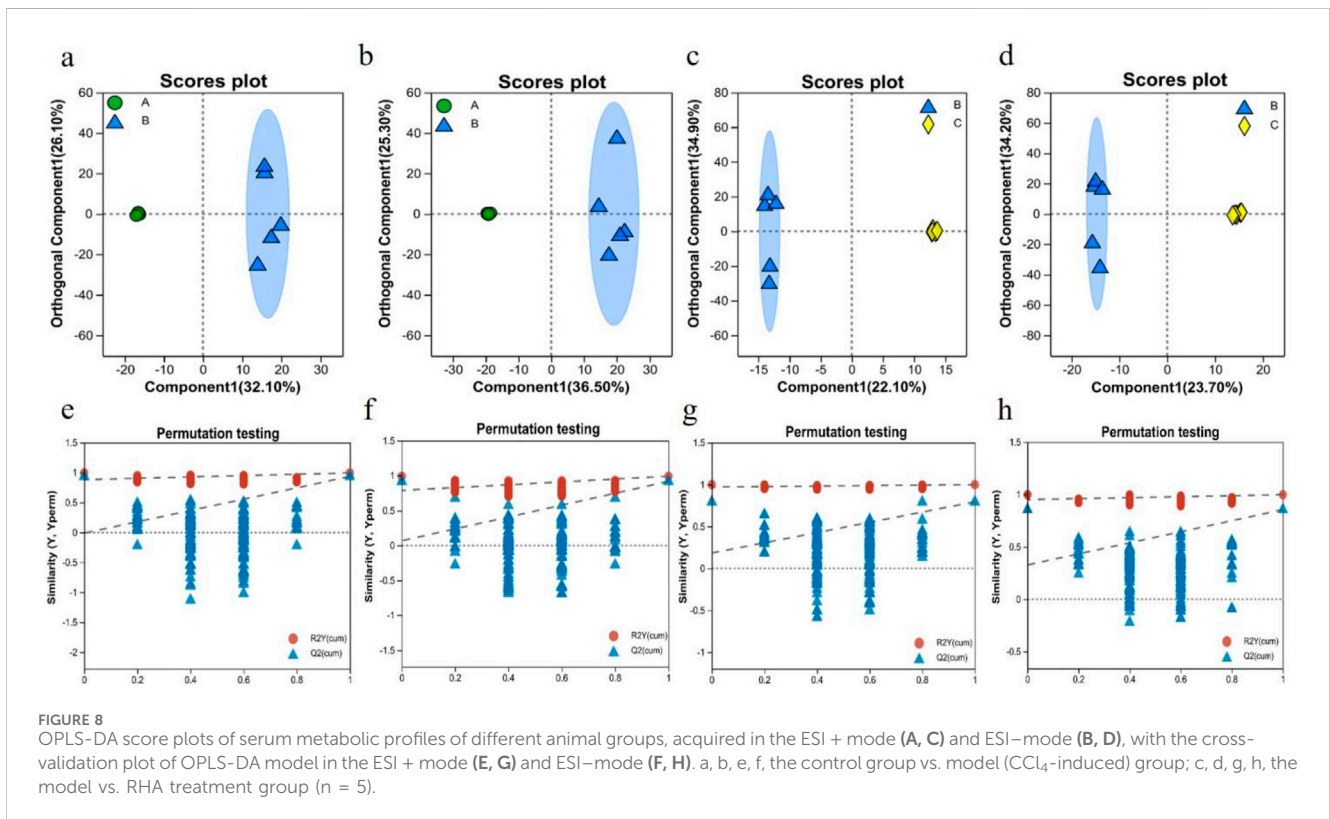 a
Scores plot
A
B
60
40
20
0
-20
-40
-60
Orthogonal Component1(26.10%)
-20
-10
0
10
20
30
Component1(32.10%)
b
Scores plot
A
B
60
40
20
0
-20
-40
-60
Orthogonal Component1(25.30%)
-20
-10
0
10
20
30
Component1(36.50%)
c
Scores plot
B
C
80
60
40
20
0
-20
-40
-60
Orthogonal Component1(34.90%)
-15
-10
-5
0
5
10
15
Component1(22.10%)
d
Scores plot
B
C
80
60
40
20
0
-20
-40
-60
-80
Orthogonal Component1(34.20%)
-20
-10
0
10
20
Component1(23.70%)
e
Permutation testing
1.5
1
0.5
0
-0.5
-1
-1.5
-2
Similarity (Y, Yperm)
R2Y(cum)
Q2(cum)
0
0.2
0.4
0.6
0.8
1
f
Permutation testing
1.5
1
0.5
0
-0.5
-1
-1.5
Similarity (Y, Yperm)
R2Y(cum)
Q2(cum)
0
0.2
0.4
0.6
0.8
1
g
Permutation testing
1.5
1
0.5
0
-0.5
-1
Similarity (Y, Yperm)
R2Y(cum)
Q2(cum)
0
0.2
0.4
0.6
0.8
1
h
Permutation testing
1.5
1
0.5
0
-0.5
Similarity (Y, Yperm)
R2Y(cum)
Q2(cum)
0
0.2
0.4
0.6
0.8
1
FIGURE 8
OPLS-DA score plots of serum metabolic profiles of different animal groups, acquired in the ESI + mode (A, C) and ESI–mode (B, D), with the cross-
validation plot of OPLS-DA model in the ESI + mode (E, G) and ESI–mode (F, H). a, b, e, f, the control group vs. model (CCl₄-induced) group; c, d, g, h, the
model vs. RHA treatment group (n = 5).